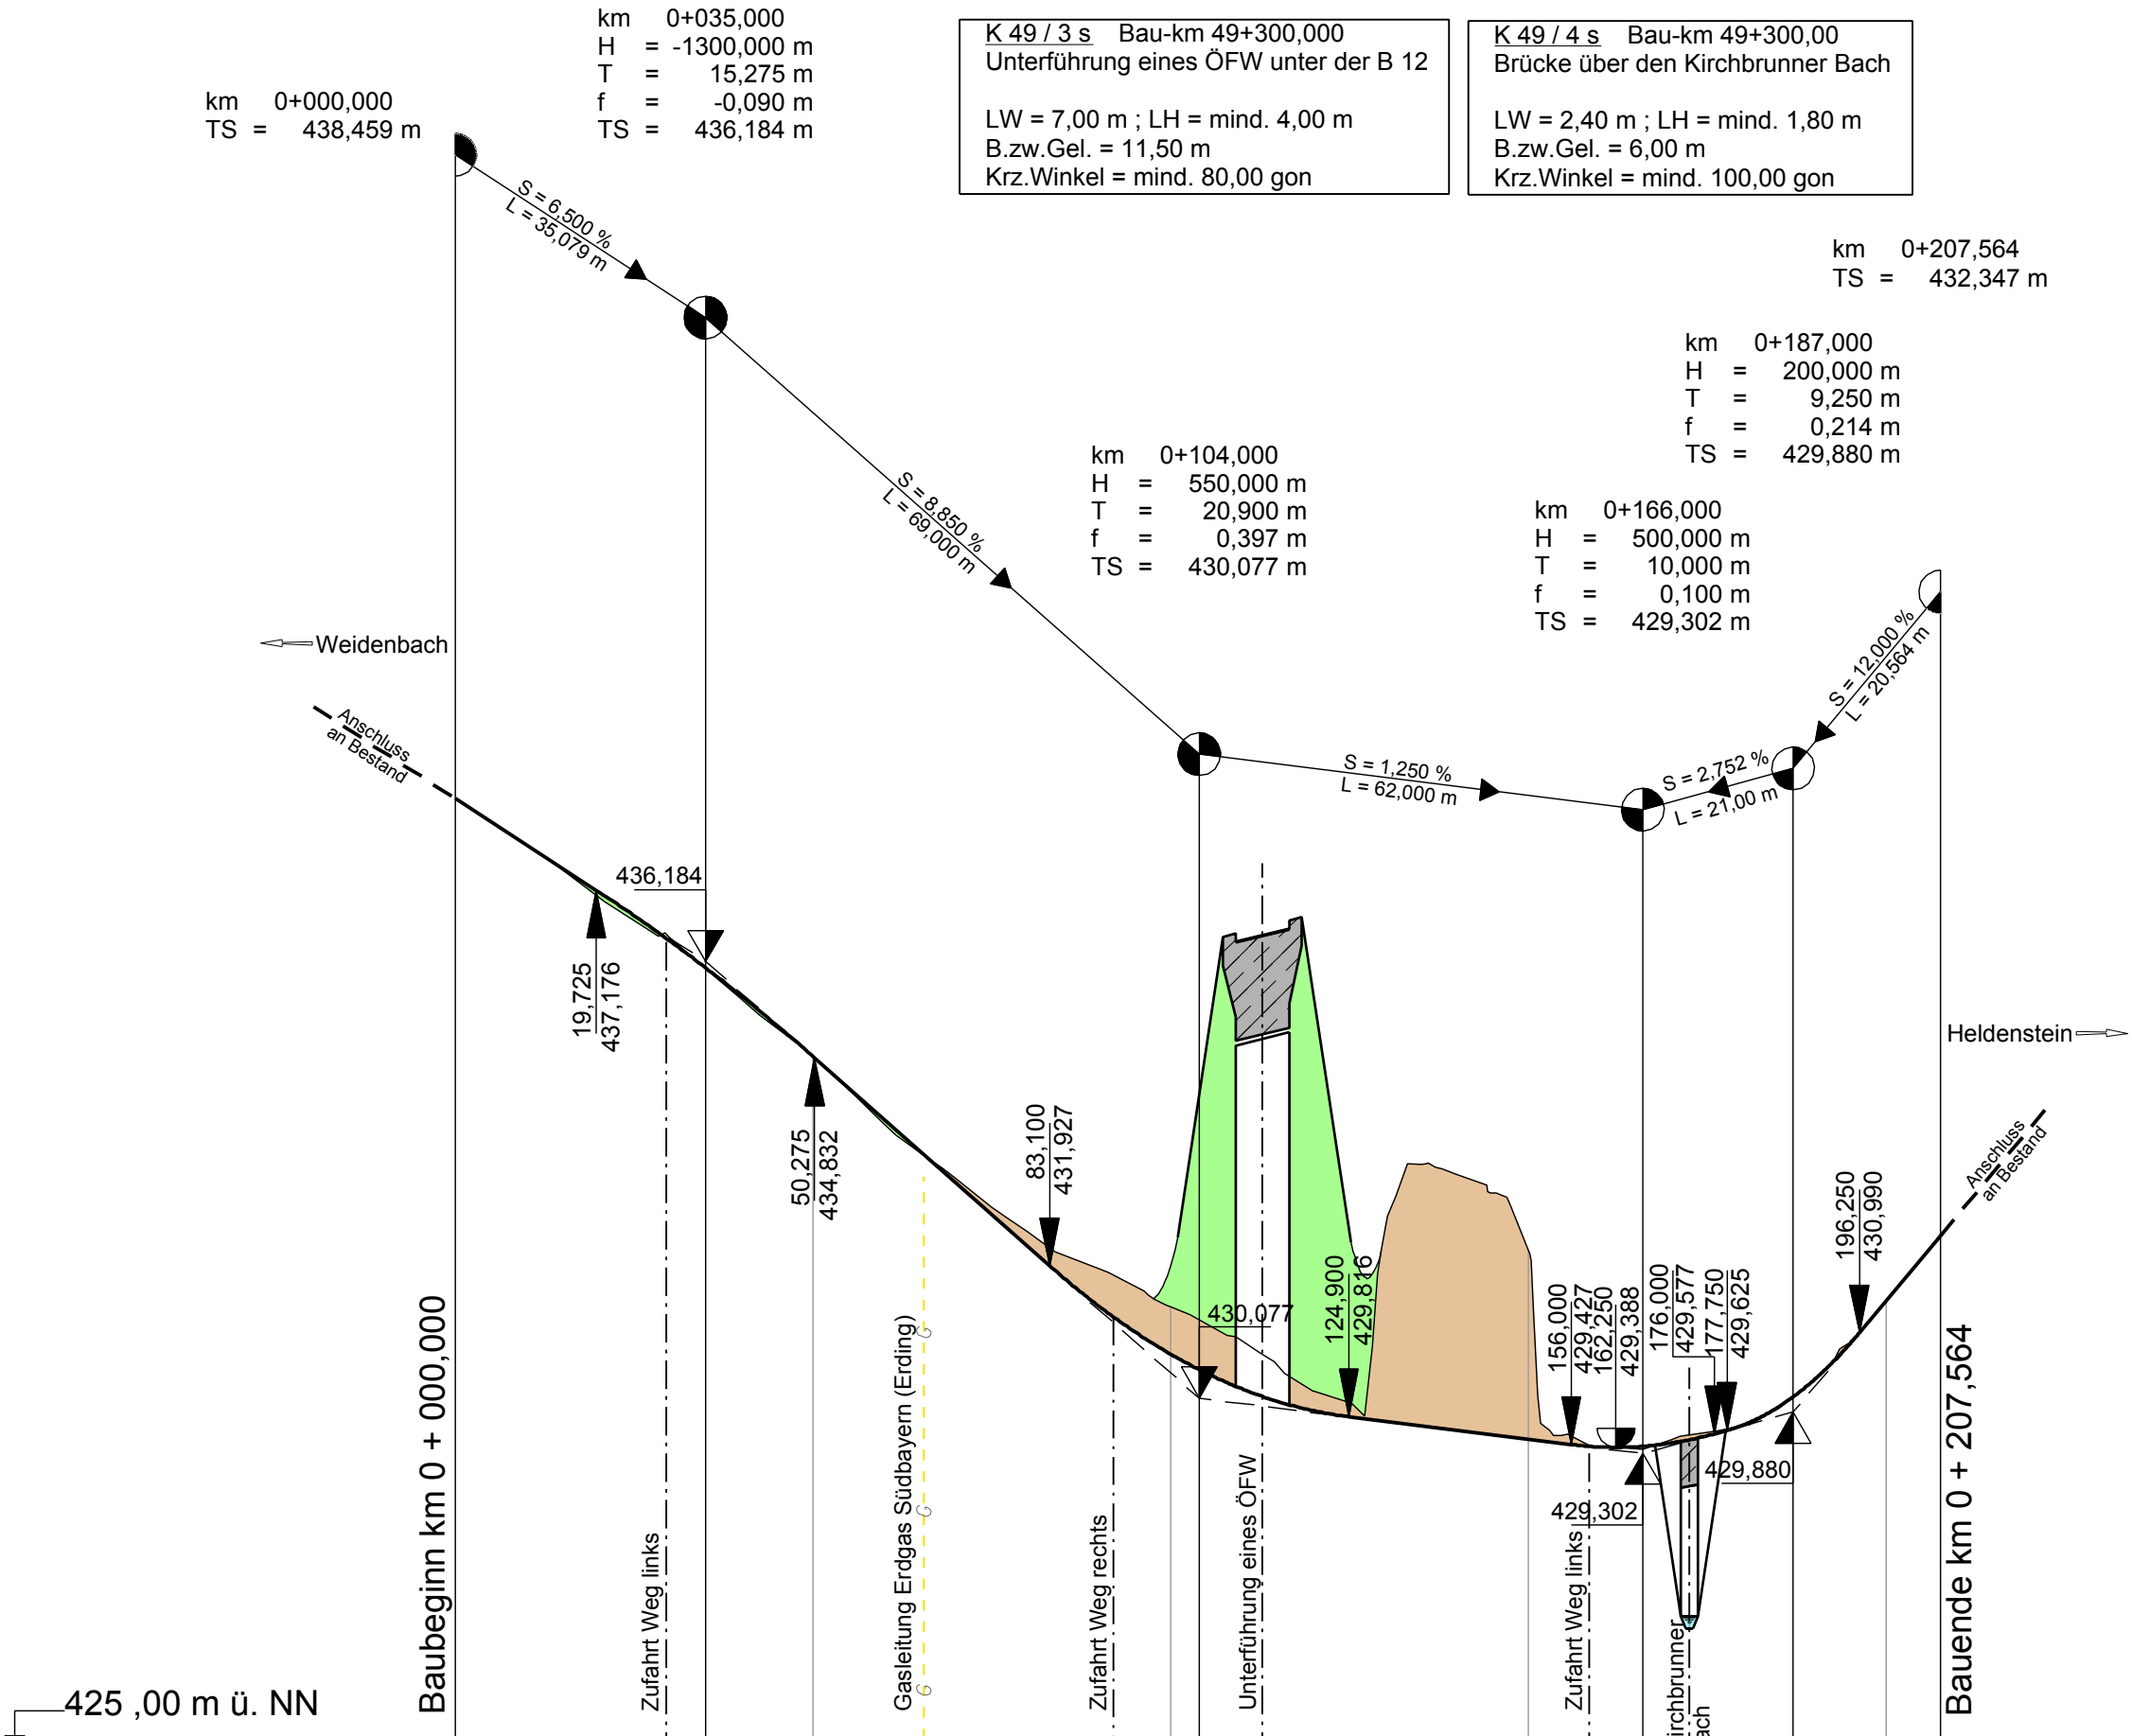 km 0+000,000
TS = 438,459 m
km 0+035,000
H = -1300,000 m
T = 15,275 m
f = -0,090 m
TS = 436,184 m
K 49 / 3 s Bau-km 49+300,000
Unterführung eines ÖFW unter der B 12
LW = 7,00 m ; LH = mind. 4,00 m
B.zw.Gel. = 11,50 m
Krz.Winkel = mind. 80,00 gon
K 49 / 4 s Bau-km 49+300,00
Brücke über den Kirchbrunner Bach
LW = 2,40 m ; LH = mind. 1,80 m
B.zw.Gel. = 6,00 m
Krz.Winkel = mind. 100,00 gon
km 0+207,564
TS = 432,347 m
km 0+187,000
H = 200,000 m
T = 9,250 m
f = 0,214 m
TS = 429,880 m
km 0+104,000
H = 550,000 m
T = 20,900 m
f = 0,397 m
TS = 430,077 m
km 0+166,000
H = 500,000 m
T = 10,000 m
f = 0,100 m
TS = 429,302 m
S = 6,500 %
L = 35,079 m
S = 8,850 %
L = 69,000 m
S = 1,250 %
L = 62,000 m
S = 2,752 %
L = 21,00 m
S = 12,000 %
L = 20,564 m
Weidenbach
Anschluss
an Bestand
436,184
19,725
437,176
50,275
434,832
83,100
431,927
430,077
124,900
429,816
156,000
429,427
162,250
429,388
176,000
429,577
177,750
429,625
196,250
430,990
429,880
429,302
Heldenstein
Anschluss
an Bestand
Baubeginn km 0 + 000,000
Zufahrt Weg links
Gasleitung Erdgas Südbayern (Erding)
G
G
G
Zufahrt Weg rechts
Unterführung eines ÖFW
Zufahrt Weg links
irchbrunner
ach
Bauende km 0 + 207,564
425 ,00 m ü. NN